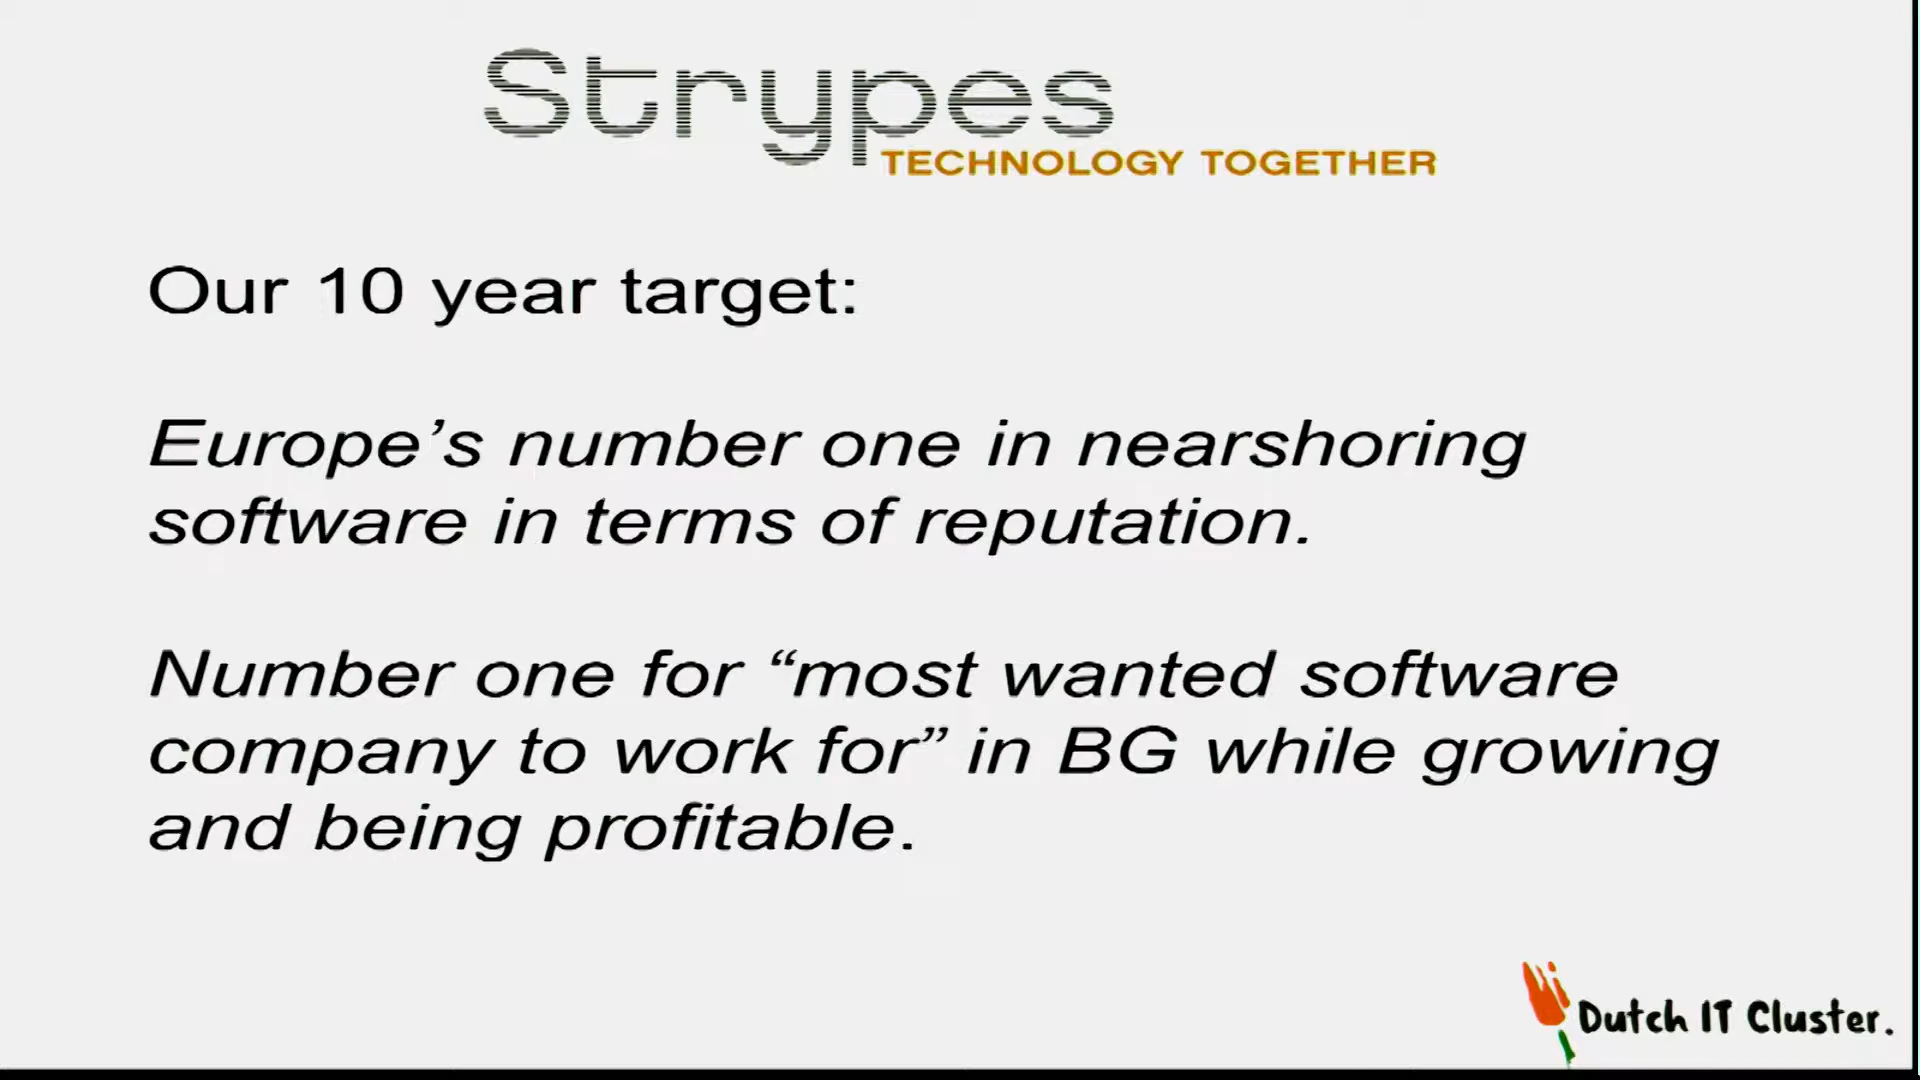 Strypes
TECHNOLOGY TOGETHER
Our 10 year target:
Europe’s number one in nearshoring
software in terms of reputation.
Number one for “most wanted software
company to work for” in BG while growing
and being profitable.
Dutch IT Cluster.